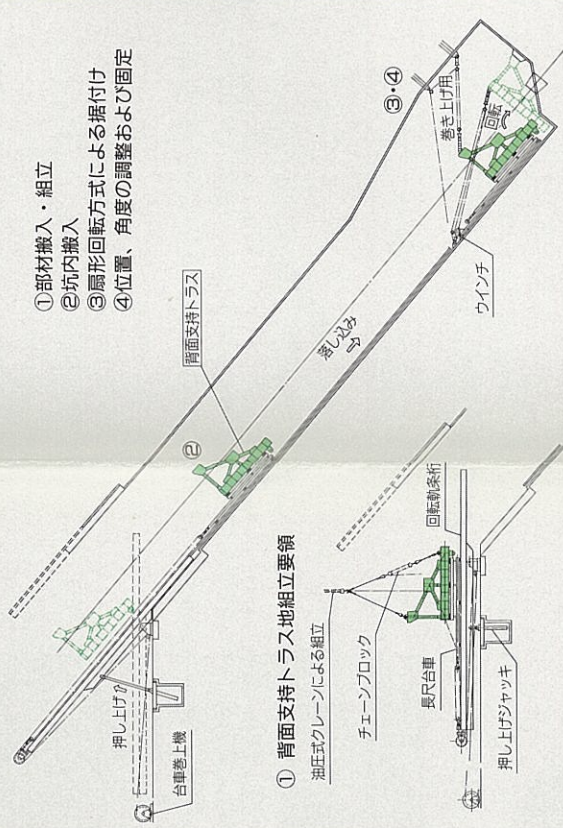 ①部材搬入・組立
②坑内搬入
③扇形回転方式による据付け
④位置、角度の調整および固定
③・④
巻き上げ用
回転
ウインチ
落し込み
背面支持トラス
②
押し上げ
台車巻上機
① 背面支持トラス地組立要領
油圧式クレーンによる組立
チェーンブロック
長尺台車
回転軌条桁
押し上げジャッキ